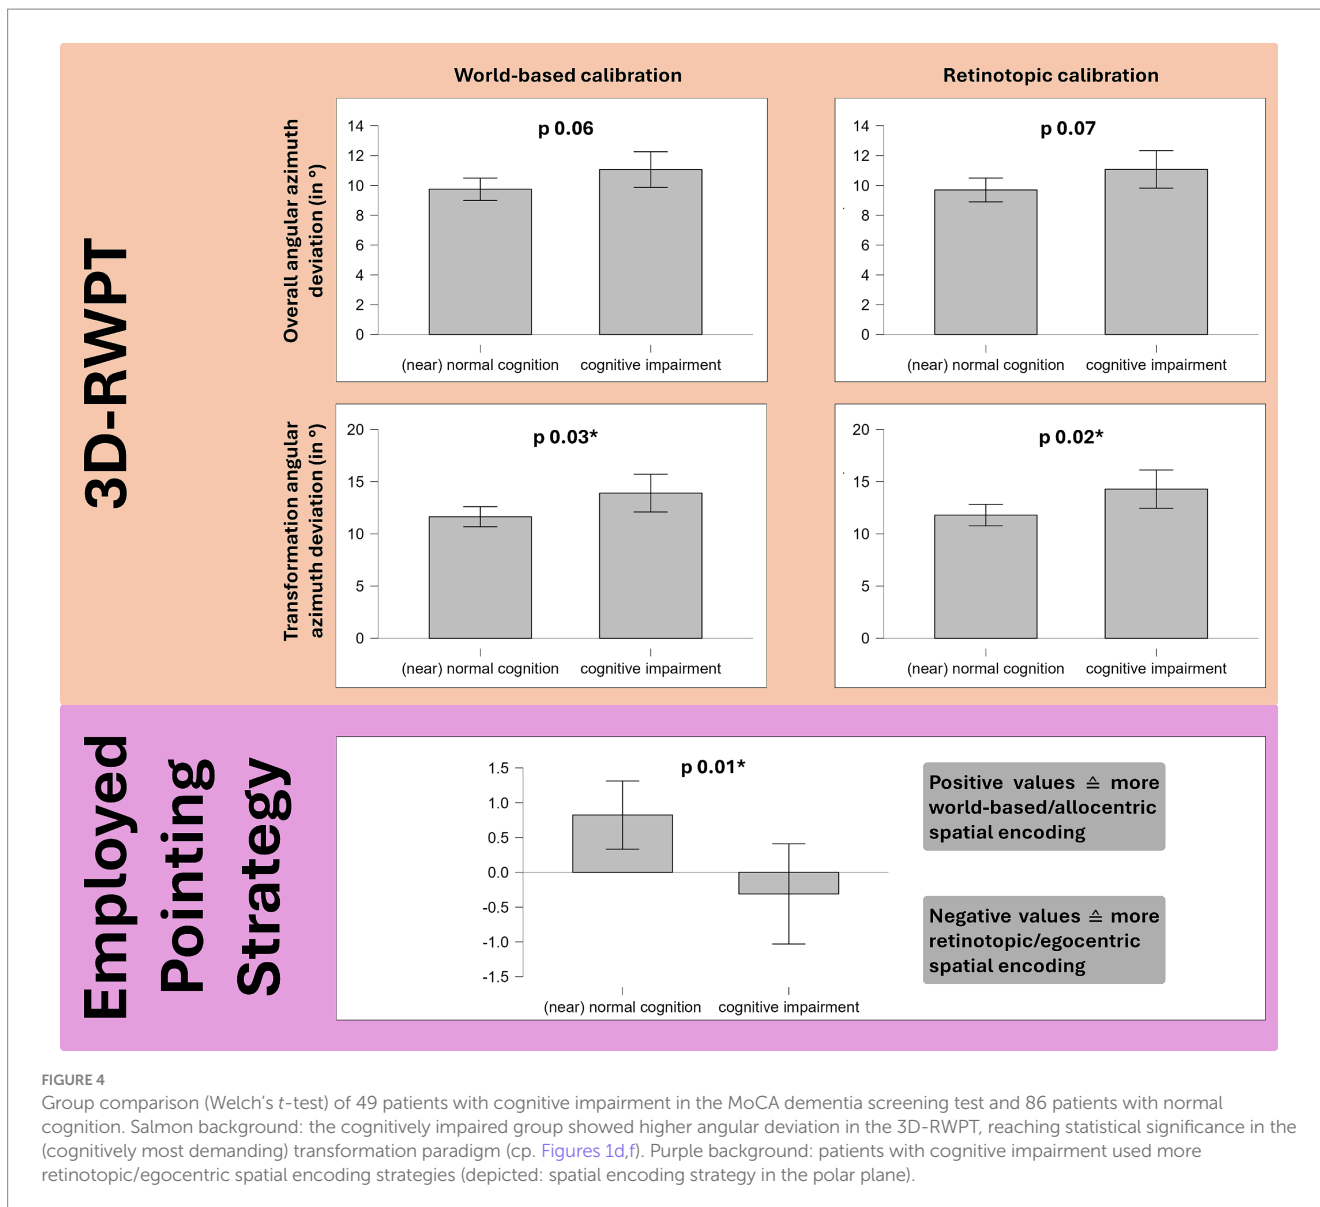 World-based calibration
Retinotopic calibration
3D-RWPT
Overall angular azimuth
deviation (in °)
p 0.06
14
12
10
8
6
4
2
0
(near) normal cognition
cognitive impairment
p 0.07
14
12
10
8
6
4
2
0
(near) normal cognition
cognitive impairment
Transformation angular
azimuth deviation (in °)
p 0.03*
20
15
10
5
0
(near) normal cognition
cognitive impairment
p 0.02*
20
15
10
5
0
(near) normal cognition
cognitive impairment
Employed
Pointing
Strategy
p 0.01*
1.5
1.0
0.5
0.0
-0.5
-1.0
-1.5
(near) normal cognition
cognitive impairment
Positive values ≙ more
world-based/allocentric
spatial encoding
Negative values ≙ more
retinotopic/egocentric
spatial encoding
FIGURE 4
Group comparison (Welch's t-test) of 49 patients with cognitive impairment in the MoCA dementia screening test and 86 patients with normal
cognition. Salmon background: the cognitively impaired group showed higher angular deviation in the 3D-RWPT, reaching statistical significance in the
(cognitively most demanding) transformation paradigm (cp. Figures 1d,f). Purple background: patients with cognitive impairment used more
retinotopic/egocentric spatial encoding strategies (depicted: spatial encoding strategy in the polar plane).